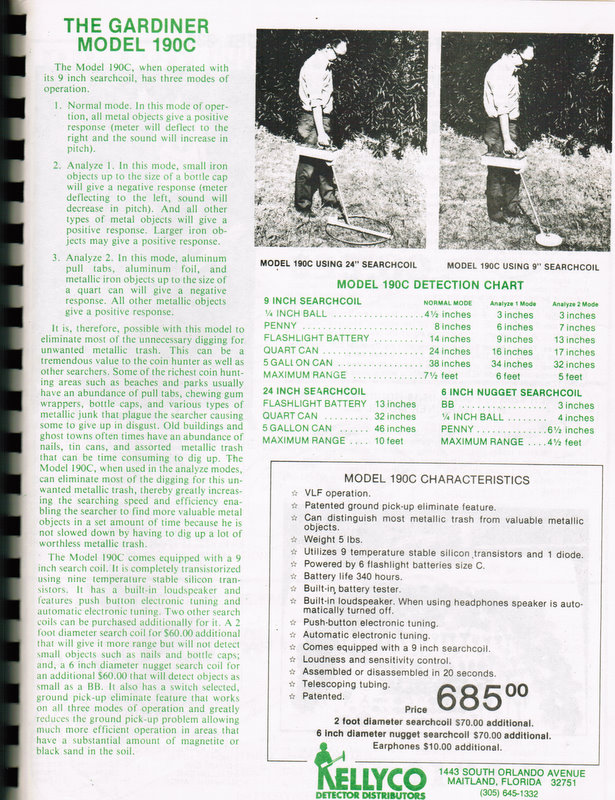 THE GARDINER
MODEL 190C
The Model 190C, when operated with
its 9 inch searchcoil, has three modes of
operation.
1. Normal mode. In this mode of oper-
ation, all metal objects give a positive
response (meter will deflect to the
right and the sound will increase in
pitch).
2. Analyze 1. In this mode, small iron
objects up to the size of a bottle cap
will give a negative response (meter
deflecting to the left, sound will
decrease in pitch). And all other
types of metal objects will give a
positive response. Larger iron ob-
jects may give a positive response.
3. Analyze 2. In this mode, aluminum
pull tabs, aluminum foil, and
metallic iron objects up to the size of
a quart can will give a negative
response. All other metallic objects
give a positive response.
It is, therefore, possible with this model to
eliminate most of the unnecessary digging for
unwanted metallic trash. This can be a
tremendous value to the coin hunter as well as
other searchers. Some of the richest coin hunt-
ing areas such as beaches and parks usually
have an abundance of pull tabs, chewing gum
wrappers, bottle caps, and various types of
metallic junk that plague the searcher causing
some to give up in disgust. Old buildings and
ghost towns often times have an abundance of
nails, tin cans, and assorted metallic trash
that can be time consuming to dig up. The
Model 190C, when used in the analyze modes,
can eliminate most of the digging for this un-
wanted metallic trash, thereby greatly increas-
ing the searching speed and efficiency ena-
bling the searcher to find more valuable metal
objects in a set amount of time because he is
not slowed down by having to dig up a lot of
worthless metallic trash.
The Model 190C comes equipped with a 9
inch search coil. It is completely transistorized
using nine temperature stable silicon tran-
sistors. It has a built-in loudspeaker and
features push button electronic tuning and
automatic electronic tuning. Two other search
coils can be purchased additionally for it. A 2
foot diameter search coil for $60.00 additional
that will give it more range but will not detect
small objects such as nails and bottle caps;
and, a 6 inch diameter nugget search coil for
an additional $60.00 that will detect objects as
small as a BB. It also has a switch selected,
ground pick-up eliminate feature that works
on all three modes of operation and greatly
reduces the ground pick-up problem allowing
much more efficient operation in areas that
have a substantial amount of magnetite or
black sand in the soil.
MODEL 190C USING 24" SEARCHCOIL
MODEL 190C USING 9" SEARCHCOIL
MODEL 190C DETECTION CHART
9 INCH SEARCHCOIL NORMAL MODE Analyze 1 Mode Analyze 2 Mode
¼ INCH BALL .................. 4½ inches 3 inches 3 inches
PENNY ........................ 8 inches 6 inches 7 inches
FLASHLIGHT BATTERY ........... 14 inches 9 inches 13 inches
QUART CAN .................... 24 inches 16 inches 17 inches
5 GALLON CAN ................. 38 inches 34 inches 32 inches
MAXIMUM RANGE ................ 7½ feet 6 feet 5 feet
24 INCH SEARCHCOIL
FLASHLIGHT BATTERY 13 inches
QUART CAN ........ 32 inches
5 GALLON CAN ..... 46 inches
MAXIMUM RANGE .... 10 feet
6 INCH NUGGET SEARCHCOIL
BB .................... 3 inches
¼ INCH BALL ........... 4 inches
PENNY ................. 6½ inches
MAXIMUM RANGE .... 4½ feet
MODEL 190C CHARACTERISTICS
☆ VLF operation.
☆ Patented ground pick-up eliminate feature.
☆ Can distinguish most metallic trash from valuable metallic
objects.
☆ Weight 5 lbs.
☆ Utilizes 9 temperature stable silicon transistors and 1 diode.
☆ Powered by 6 flashlight batteries size C.
☆ Battery life 340 hours.
☆ Built-in battery tester.
☆ Built-in loudspeaker. When using headphones speaker is auto-
matically turned off.
☆ Push-button electronic tuning.
☆ Automatic electronic tuning.
☆ Comes equipped with a 9 inch searchcoil.
☆ Loudness and sensitivity control.
☆ Assembled or disassembled in 20 seconds.
☆ Telescoping tubing.
☆ Patented.
Price 685⁰⁰
2 foot diameter searchcoil $70.00 additional.
6 inch diameter nugget searchcoil $70.00 additional.
Earphones $10.00 additional.
KELLYCO
DETECTOR DISTRIBUTORS
1443 SOUTH ORLANDO AVENUE
MAITLAND, FLORIDA 32751
(305) 645-1332